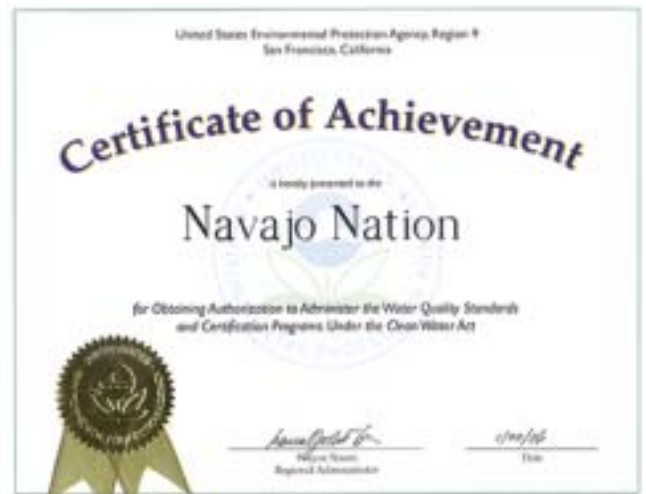 United States Environmental Protection Agency, Region 9
San Francisco, California
Certificate of Achievement
is hereby presented to the
Navajo Nation
for Obtaining Authorization to Administer the Water Quality Standards
and Certification Programs Under the Clean Water Act
Wayne Nastri
Regional Administrator
Date